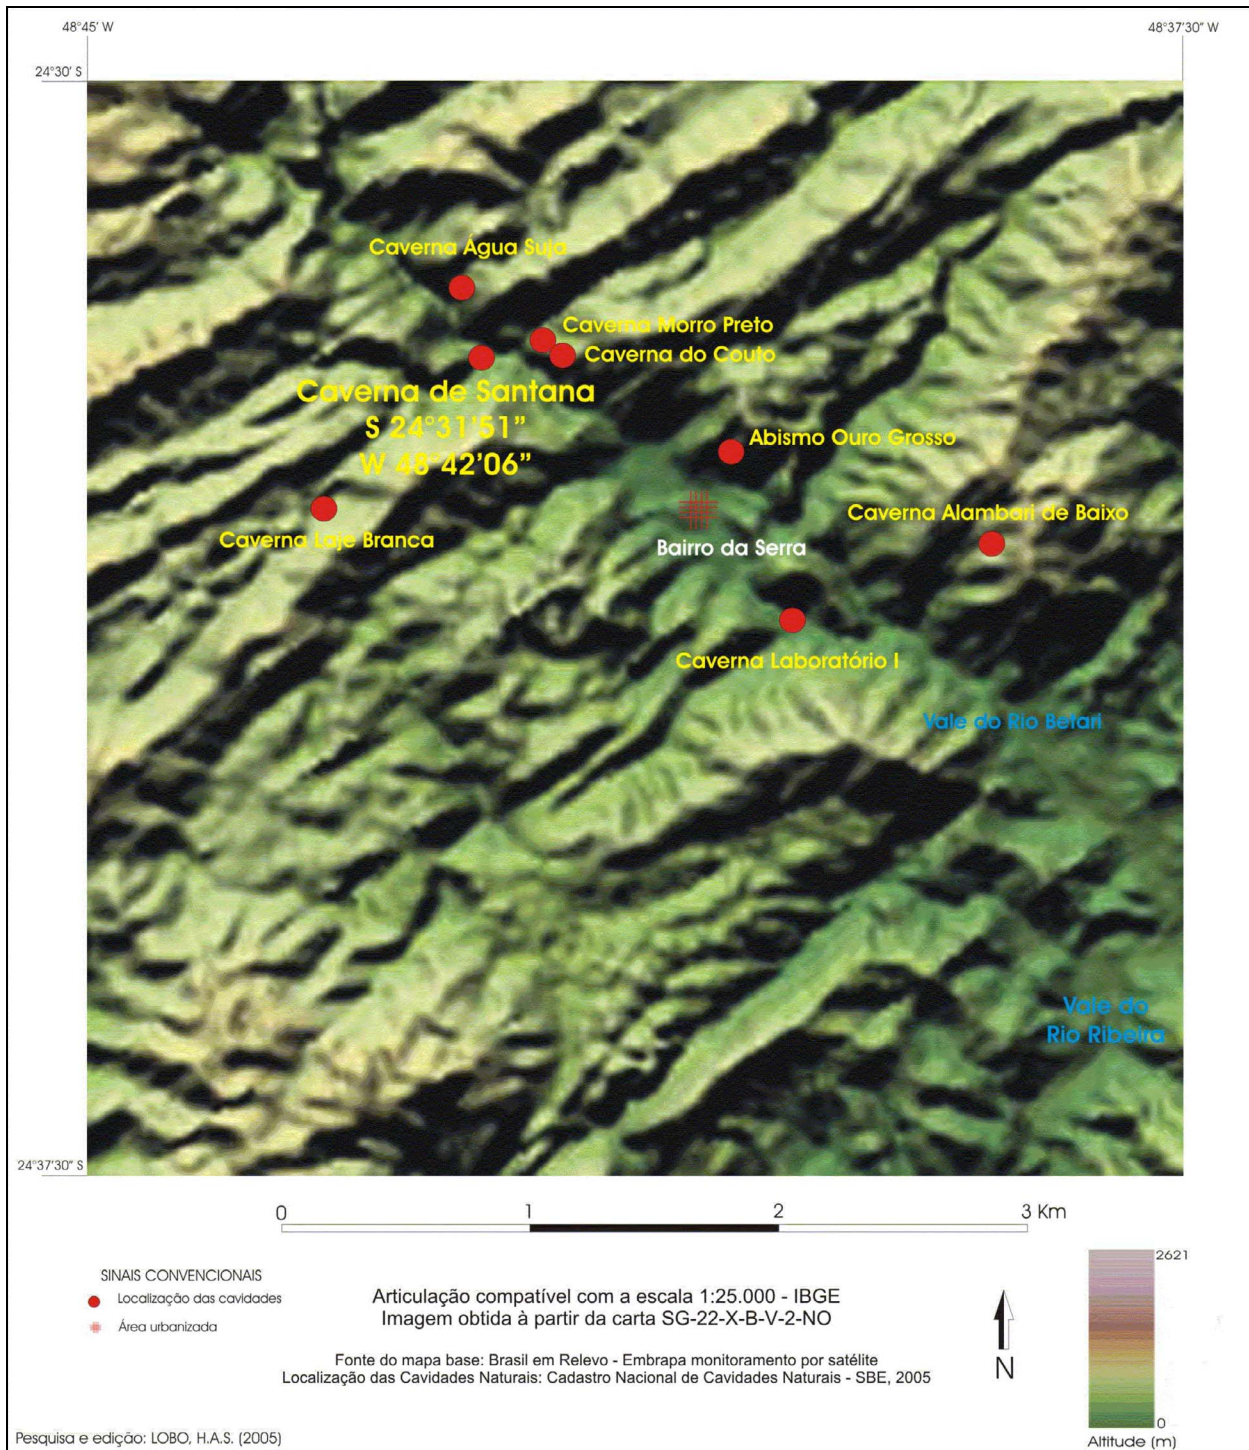 48°45' W
48°37'30" W
24°30' S
Caverna Água Suja
Caverna Morro Preto
Caverna do Couto
Caverna de Santana
S 24°31'51"
W 48°42'06"
Abismo Ouro Grosso
Caverna Alambari de Baixo
Caverna Laje Branca
Bairro da Serra
Caverna Laboratório I
Vale do Rio Betari
Vale do
Rio Ribeira
24°37'30" S
0 1 2 3 Km
SINAIS CONVENCIONAIS
Localização das cavidades
Área urbanizada
Articulação compatível com a escala 1:25.000 - IBGE
Imagem obtida à partir da carta SG-22-X-B-V-2-NO
Fonte do mapa base: Brasil em Relevo - Embrapa monitoramento por satélite
Localização das Cavidades Naturais: Cadastro Nacional de Cavidades Naturais - SBE, 2005
N
2621
0
Altitude (m)
Pesquisa e edição: LOBO, H.A.S. (2005)